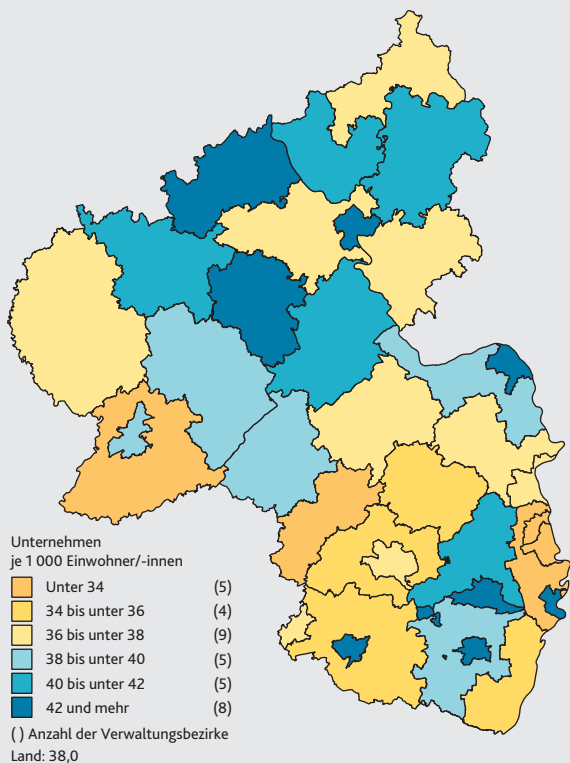 Unternehmen
je 1 000 Einwohner/-innen
Unter 34 (5)
34 bis unter 36 (4)
36 bis unter 38 (9)
38 bis unter 40 (5)
40 bis unter 42 (5)
42 und mehr (8)
( ) Anzahl der Verwaltungsbezirke
Land: 38,0